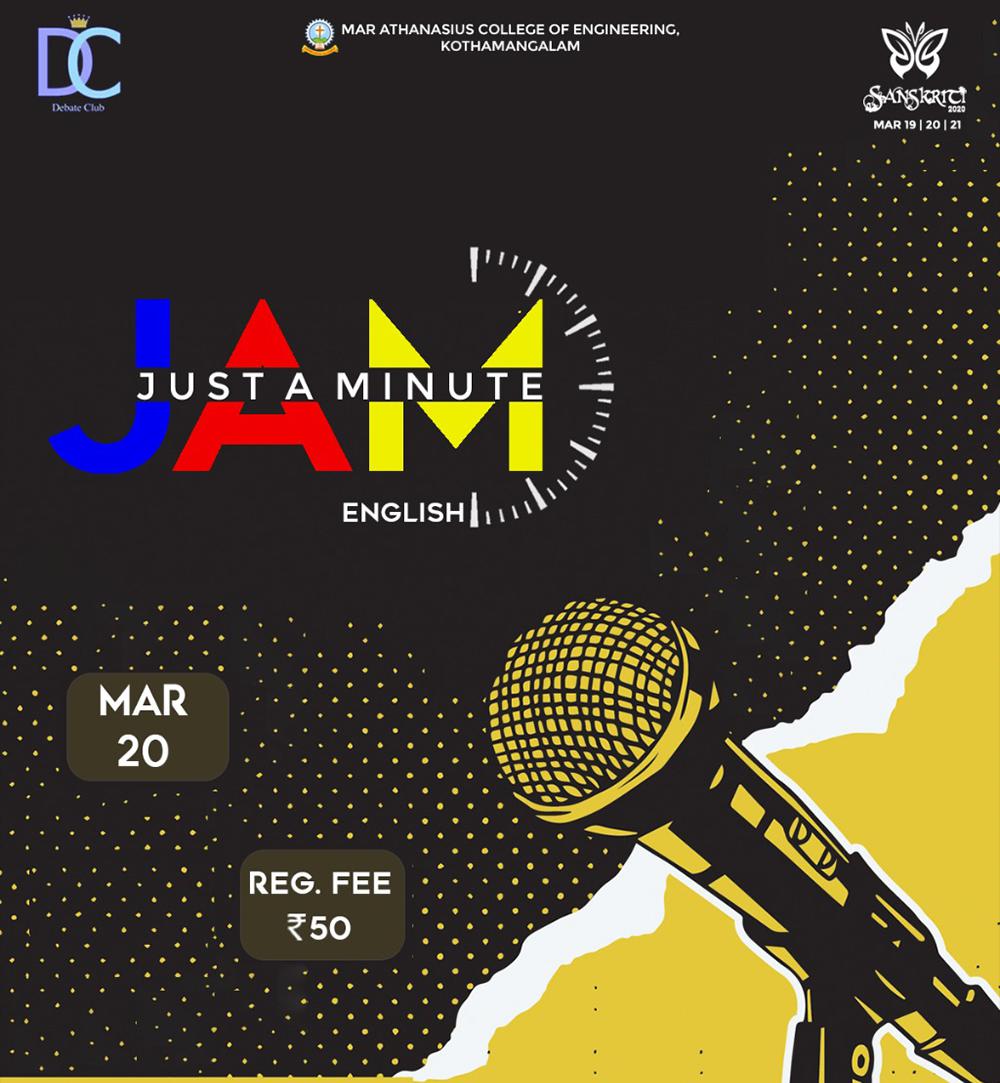 DC
Debate Club
MAR ATHANASIUS COLLEGE OF ENGINEERING,
KOTHAMANGALAM
SANSKRITI
2020
MAR 19 | 20 | 21
JAM
JUST A MINUTE
ENGLISH
MAR
20
REG. FEE
₹50